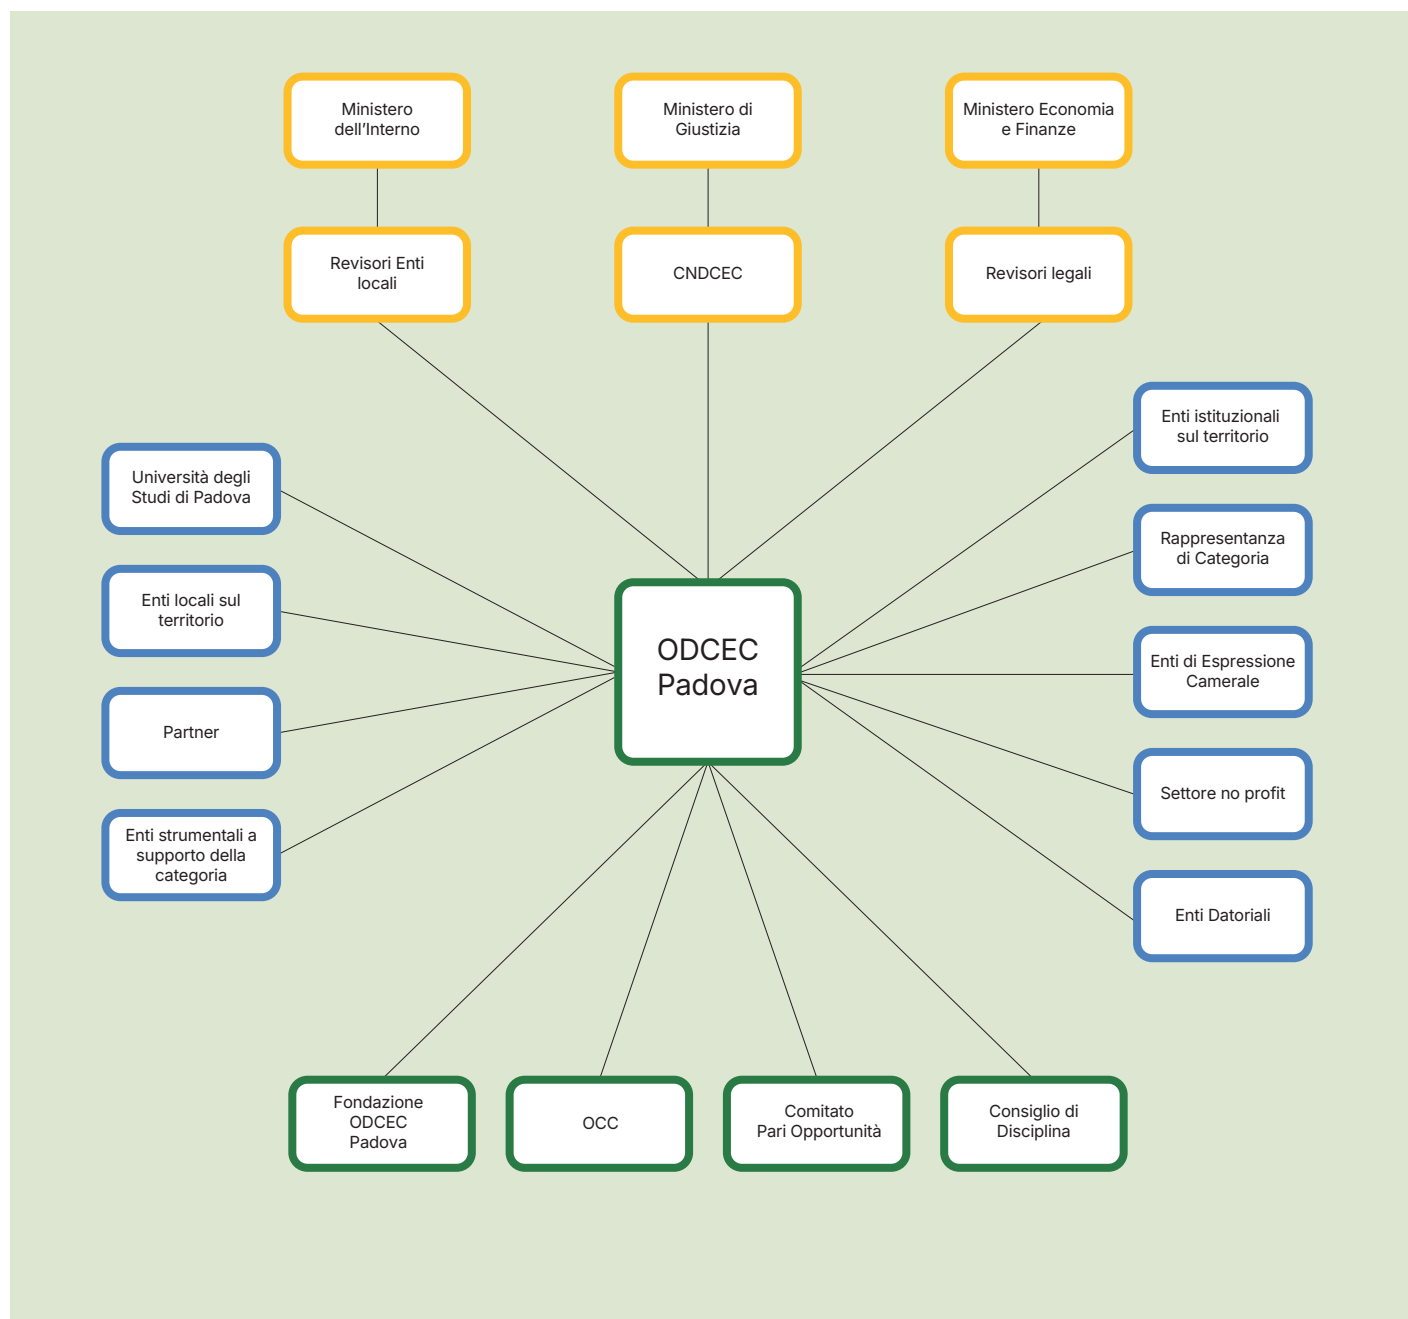 Ministero
dell’Interno
Ministero di
Giustizia
Ministero Economia
e Finanze
Revisori Enti
locali
CNDCEC
Revisori legali
Università degli
Studi di Padova
Enti locali sul
territorio
Partner
Enti strumentali a
supporto della
categoria
ODCEC
Padova
Enti istituzionali
sul territorio
Rappresentanza
di Categoria
Enti di Espressione
Camerale
Settore no profit
Enti Datoriali
Fondazione
ODCEC
Padova
OCC
Comitato
Pari Opportunità
Consiglio di
Disciplina